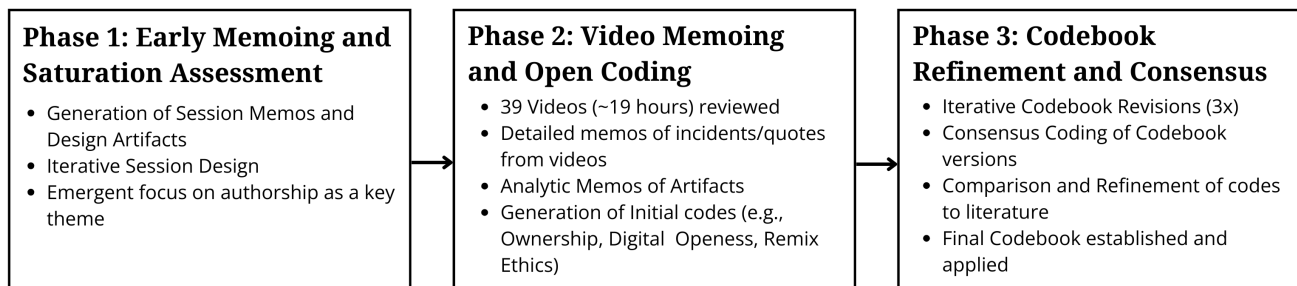 Phase 1: Early Memoing and
Saturation Assessment
• Generation of Session Memos and
Design Artifacts
• Iterative Session Design
• Emergent focus on authorship as a key
theme
Phase 2: Video Memoing
and Open Coding
• 39 Videos (~19 hours) reviewed
• Detailed memos of incidents/quotes
from videos
• Analytic Memos of Artifacts
• Generation of Initial codes (e.g.,
Ownership, Digital  Openess, Remix
Ethics)
Phase 3: Codebook
Refinement and Consensus
• Iterative Codebook Revisions (3x)
• Consensus Coding of Codebook
versions
• Comparison and Refinement of codes
to literature
• Final Codebook established and
applied